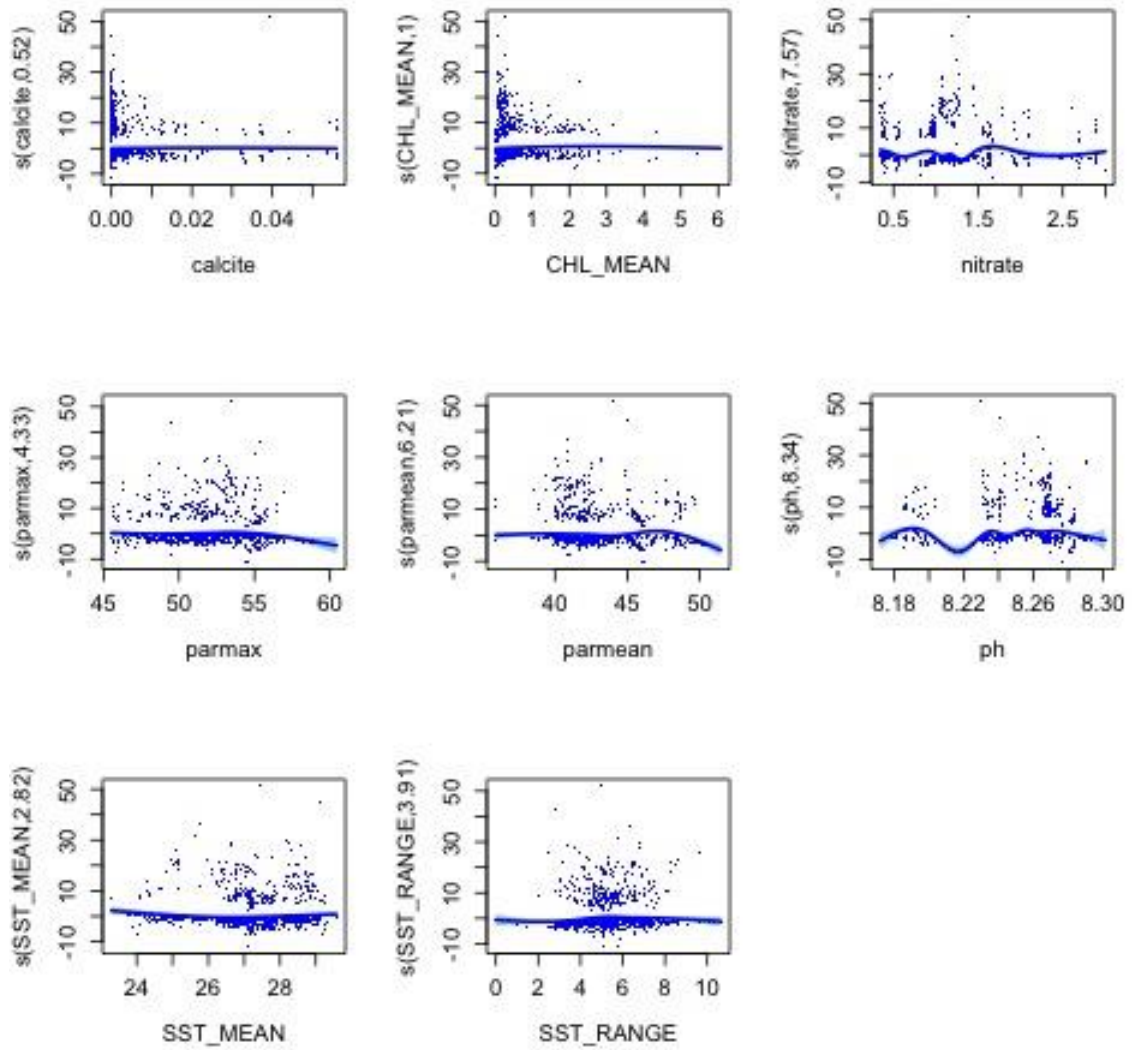 s(calcite,0.52)
50
30
10
-10
0.00 0.02 0.04
calcite
s(CHL_MEAN,1)
50
30
10
-10
0 1 2 3 4 5 6
CHL_MEAN
s(nitrate,7.57)
50
30
10
-10
0.5 1.5 2.5
nitrate
s(parmax,4.33)
50
30
10
-10
45 50 55 60
parmax
s(parmean,6.21)
50
30
10
-10
40 45 50
parmean
s(ph,8.34)
50
30
10
-10
8.18 8.22 8.26 8.30
ph
s(SST_MEAN,2.82)
50
30
10
-10
24 26 28
SST_MEAN
s(SST_RANGE,3.91)
50
30
10
-10
0 2 4 6 8 10
SST_RANGE